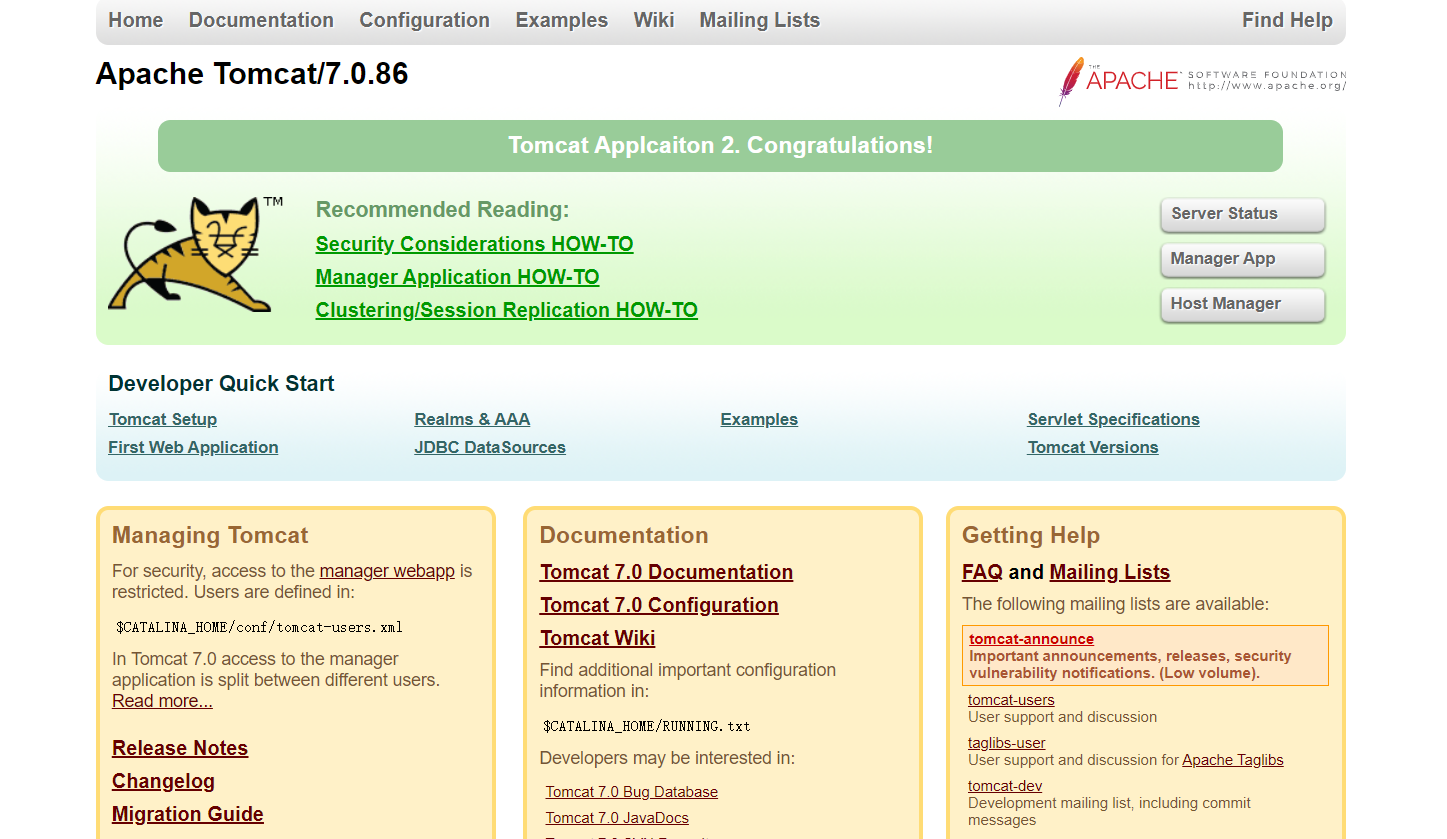 Home Documentation Configuration Examples Wiki Mailing Lists Find Help
Apache Tomcat/7.0.86
THE APACHE SOFTWARE FOUNDATION
http://www.apache.org/
Tomcat Applcaiton 2. Congratulations!
TM
Recommended Reading:
Security Considerations HOW-TO
Manager Application HOW-TO
Clustering/Session Replication HOW-TO
Server Status
Manager App
Host Manager
Developer Quick Start
Tomcat Setup
First Web Application
Realms & AAA
JDBC DataSources
Examples
Servlet Specifications
Tomcat Versions
Managing Tomcat
For security, access to the manager webapp is
restricted. Users are defined in:
$CATALINA_HOME/conf/tomcat-users.xml
In Tomcat 7.0 access to the manager
application is split between different users.
Read more...
Release Notes
Changelog
Migration Guide
Documentation
Tomcat 7.0 Documentation
Tomcat 7.0 Configuration
Tomcat Wiki
Find additional important configuration
information in:
$CATALINA_HOME/RUNNING.txt
Developers may be interested in:
Tomcat 7.0 Bug Database
Tomcat 7.0 JavaDocs
Getting Help
FAQ and Mailing Lists
The following mailing lists are available:
tomcat-announce
Important announcements, releases, security
vulnerability notifications. (Low volume).
tomcat-users
User support and discussion
taglibs-user
User support and discussion for Apache Taglibs
tomcat-dev
Development mailing list, including commit
messages